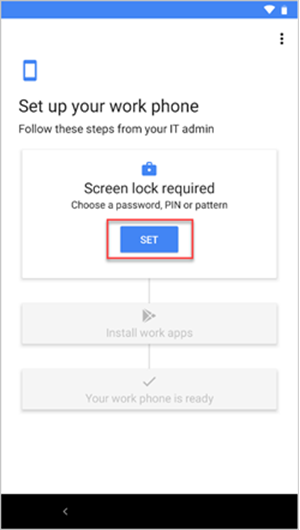 Set up your work phone
Follow these steps from your IT admin
Screen lock required
Choose a password, PIN or pattern
SET
Install work apps
Your work phone is ready